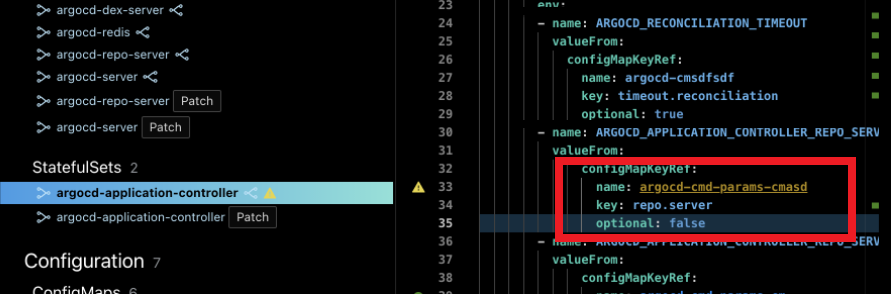 argocd-dex-server
argocd-redis
argocd-repo-server
argocd-server
argocd-repo-server Patch
argocd-server Patch
StatefulSets 2
argocd-application-controller
argocd-application-controller Patch
Configuration 7
ConfigMaps 6
23 env:
24 - name: ARGOCD_RECONCILIATION_TIMEOUT
25 valueFrom:
26 configMapKeyRef:
27 name: argocd-cmsdfsdf
28 key: timeout.reconciliation
29 optional: true
30 - name: ARGOCD_APPLICATION_CONTROLLER_REPO_SERV
31 valueFrom:
32 configMapKeyRef:
33 name: argocd-cmd-params-cmasd
34 key: repo.server
35 optional: false
36 - name: ARGOCD_APPLICATION_CONTROLLER_REPO_SERV
37 valueFrom:
38 configMapKeyRef: